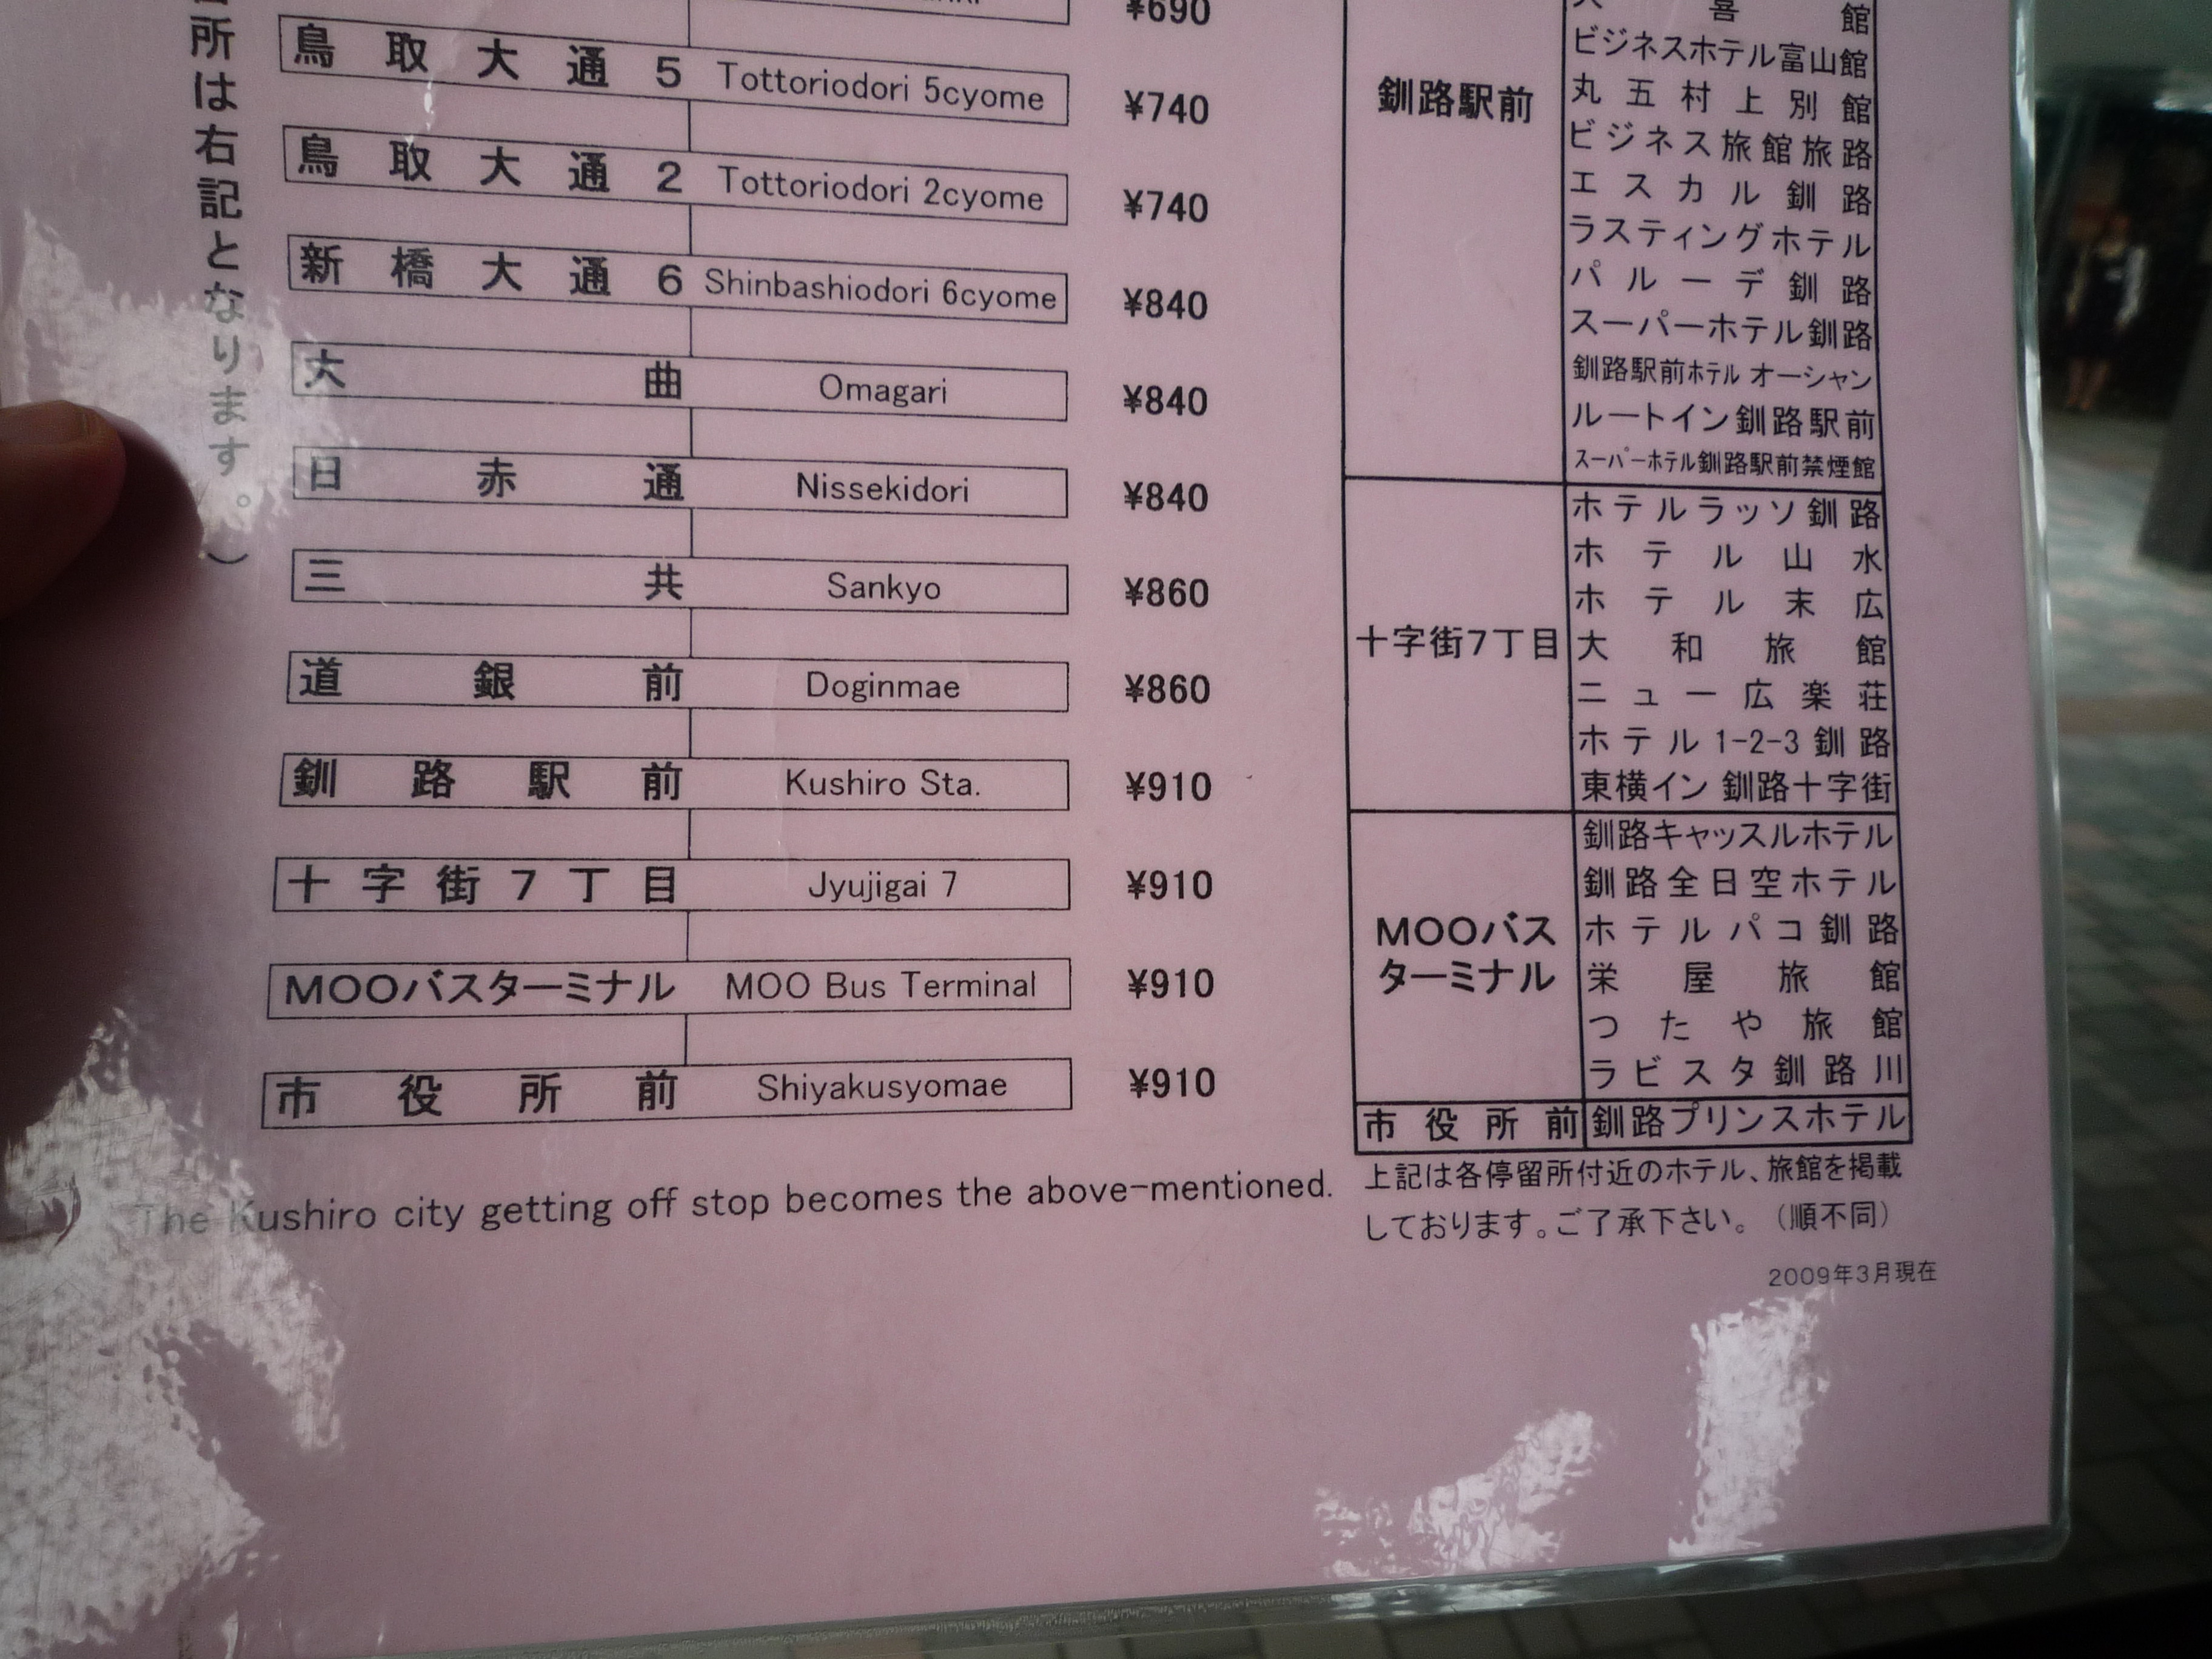 所は右記となります。）
¥690
鳥取大通5 Tottoriodori 5cyome ¥740
鳥取大通2 Tottoriodori 2cyome ¥740
新橋大通6 Shinbashiodori 6cyome ¥840
大曲 Omagari ¥840
日赤通 Nissekidori ¥840
三共 Sankyo ¥860
道銀前 Doginmae ¥860
釧路駅前 Kushiro Sta. ¥910
十字街7丁目 Jyujigai 7 ¥910
MOOバスターミナル MOO Bus Terminal ¥910
市役所前 Shiyakusyomae ¥910
The Kushiro city getting off stop becomes the above-mentioned.
釧路駅前
喜館
ビジネスホテル富山館
丸五村上別館
ビジネス旅館旅路
エスカル釧路
ラスティングホテル
パルーデ釧路
スーパーホテル釧路
釧路駅前ホテル オーシャン
ルートイン釧路駅前
スーパーホテル釧路駅前禁煙館
十字街7丁目
ホテルラッソ釧路
ホテル山水
ホテル末広
大和旅館
ニュー広楽荘
ホテル1-2-3釧路
東横イン 釧路十字街
MOOバス
ターミナル
釧路キャッスルホテル
釧路全日空ホテル
ホテルパコ釧路
栄屋旅館
つたや旅館
ラビスタ釧路川
市役所前
釧路プリンスホテル
上記は各停留所付近のホテル、旅館を掲載
しております。ご了承下さい。（順不同）
2009年3月現在